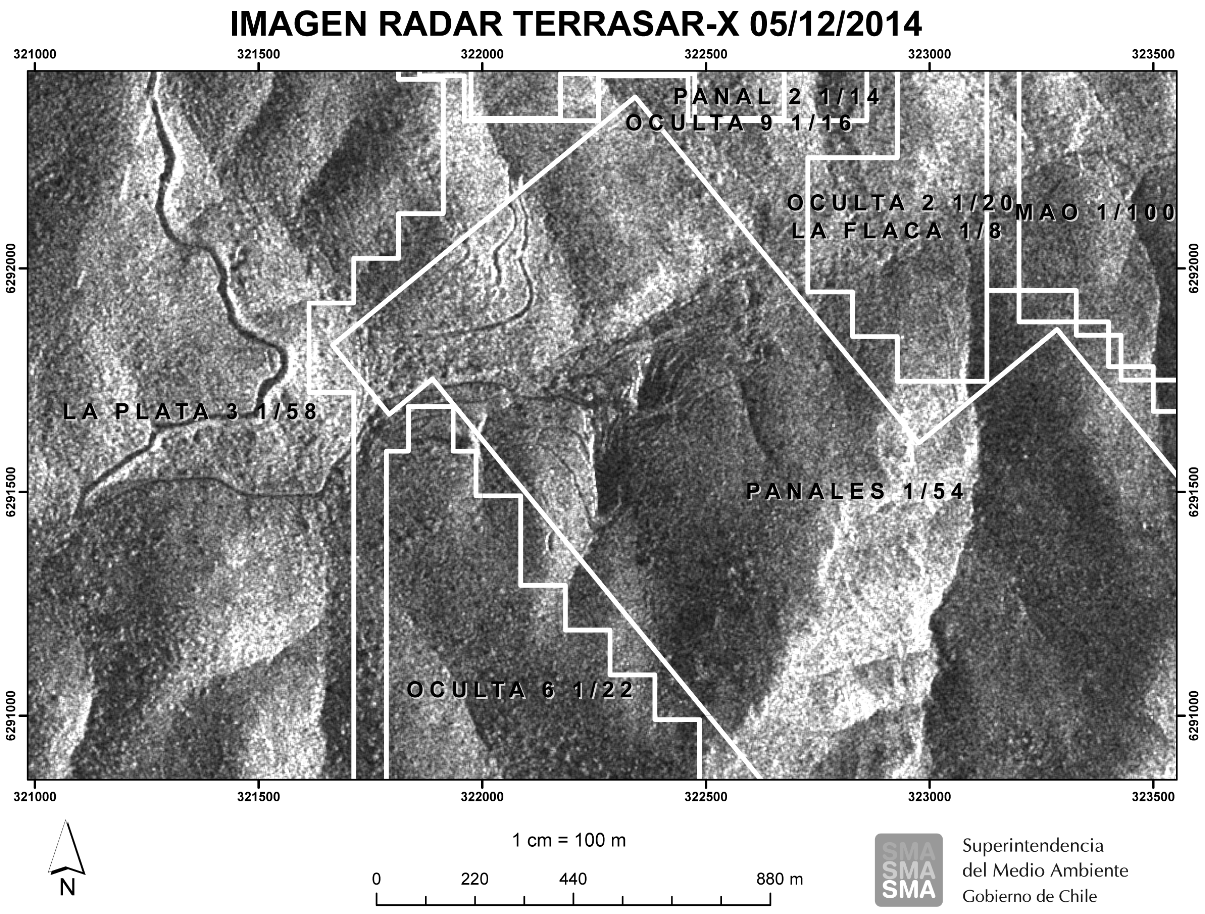 IMAGEN RADAR TERRASAR-X 05/12/2014
321000 321500 322000 322500 323000 323500
PANAL 2 1/14
OCULTA 9 1/16
OCULTA 2 1/20
LA FLACA 1/8
MAO 1/100
6292000 6292000
LA PLATA 3 1/58
PANALES 1/54
6291500 6291500
OCULTA 6 1/22
6291000 6291000
321000 321500 322000 322500 323000 323500
N
1 cm = 100 m
0 220 440 880 m
SMA
SMA
SMA
Superintendencia
del Medio Ambiente
Gobierno de Chile